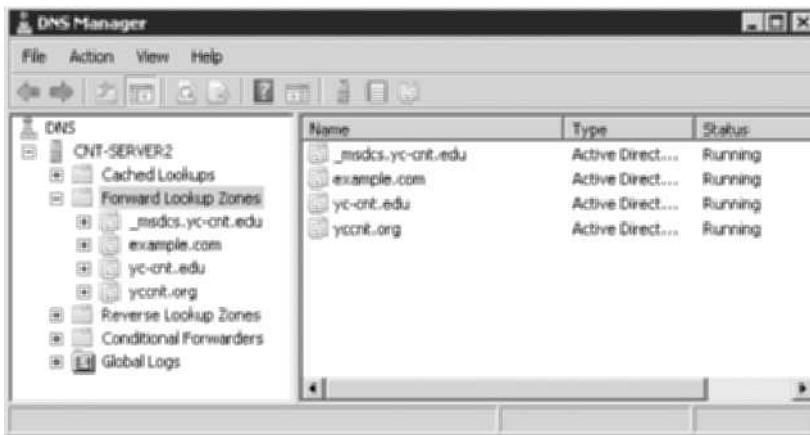 DNS Manager
File Action View Help
DNS
CNT-SERVER2
Cached Lookups
Forward Lookup Zones
_msdcs.yc-cnt.edu
example.com
yc-cnt.edu
yccnt.org
Reverse Lookup Zones
Conditional Forwarders
Global Logs
Name Type Status
_msdcs.yc-cnt.edu Active Direct... Running
example.com Active Direct... Running
yc-cnt.edu Active Direct... Running
yccnt.org Active Direct... Running